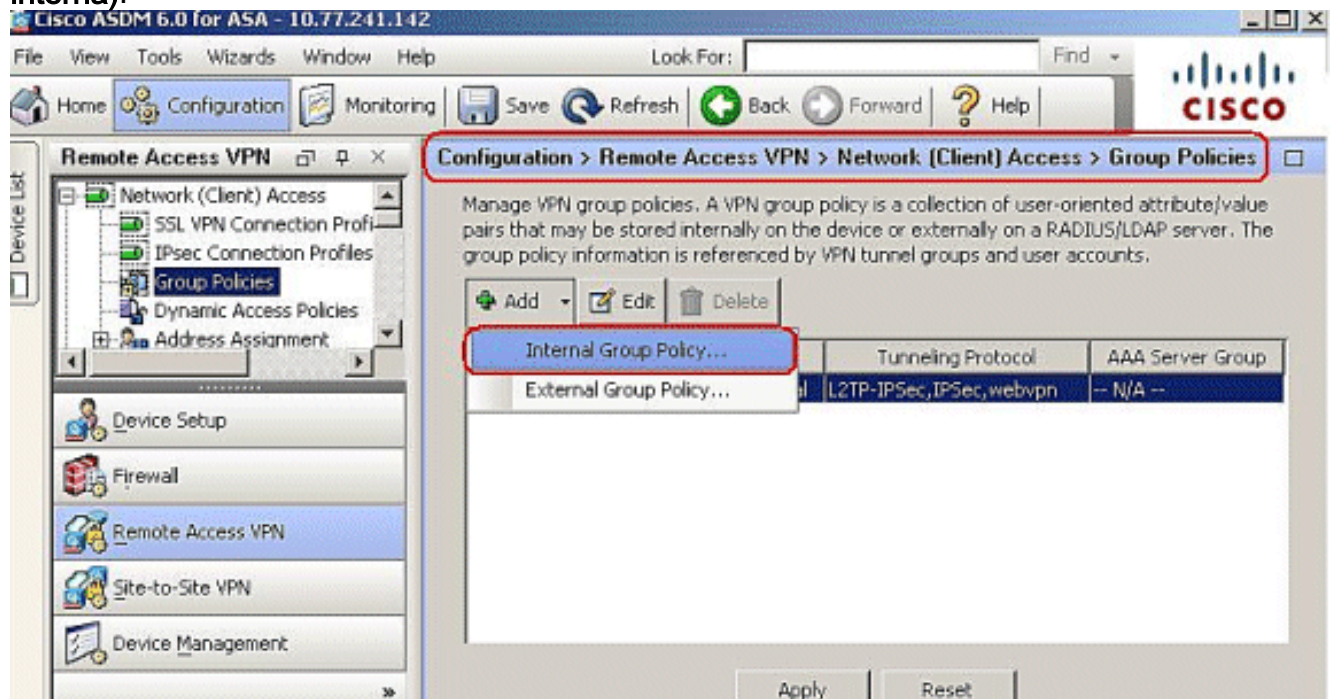 interna).
Cisco ASDM 6.0 for ASA - 10.77.241.142
File View Tools Wizards Window Help Look For: Find
Home Configuration Monitoring Save Refresh Back Forward Help
CISCO
Device List
Remote Access VPN
Network (Client) Access
SSL VPN Connection Profi
IPsec Connection Profiles
Group Policies
Dynamic Access Policies
Address Assignment
Device Setup
Firewall
Remote Access VPN
Site-to-Site VPN
Device Management
Configuration > Remote Access VPN > Network (Client) Access > Group Policies
Manage VPN group policies. A VPN group policy is a collection of user-oriented attribute/value
pairs that may be stored internally on the device or externally on a RADIUS/LDAP server. The
group policy information is referenced by VPN tunnel groups and user accounts.
Add Edit Delete
Internal Group Policy...
External Group Policy...
Tunneling Protocol AAA Server Group
L2TP-IPSec,IPSec,webvpn -- N/A --
Apply Reset